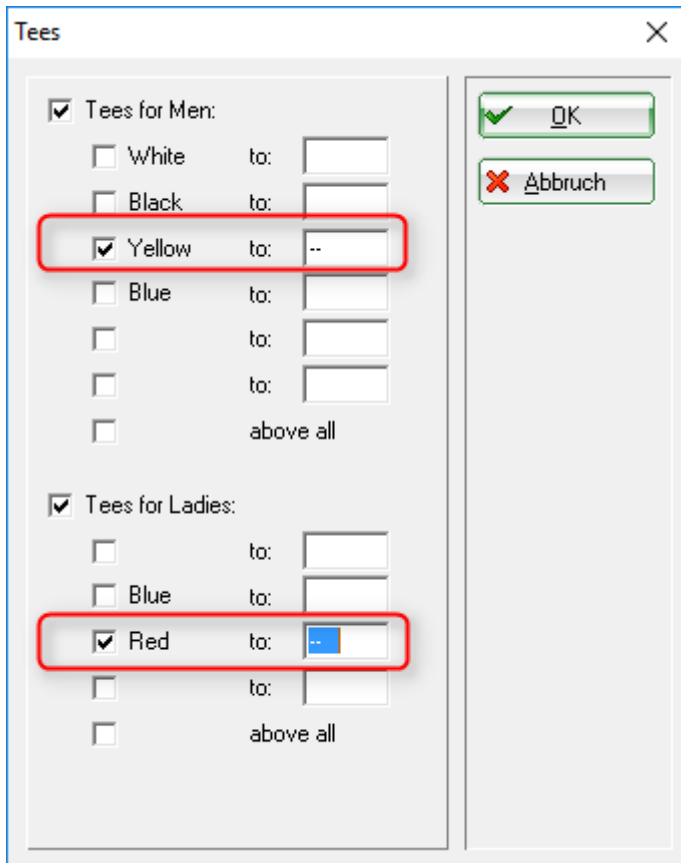 Tees
Tees for Men:
White to:
Black to:
Yellow to: --
Blue to:
to:
to:
above all
Tees for Ladies:
to:
Blue to:
Red to: --
to:
above all
OK
Abbruch